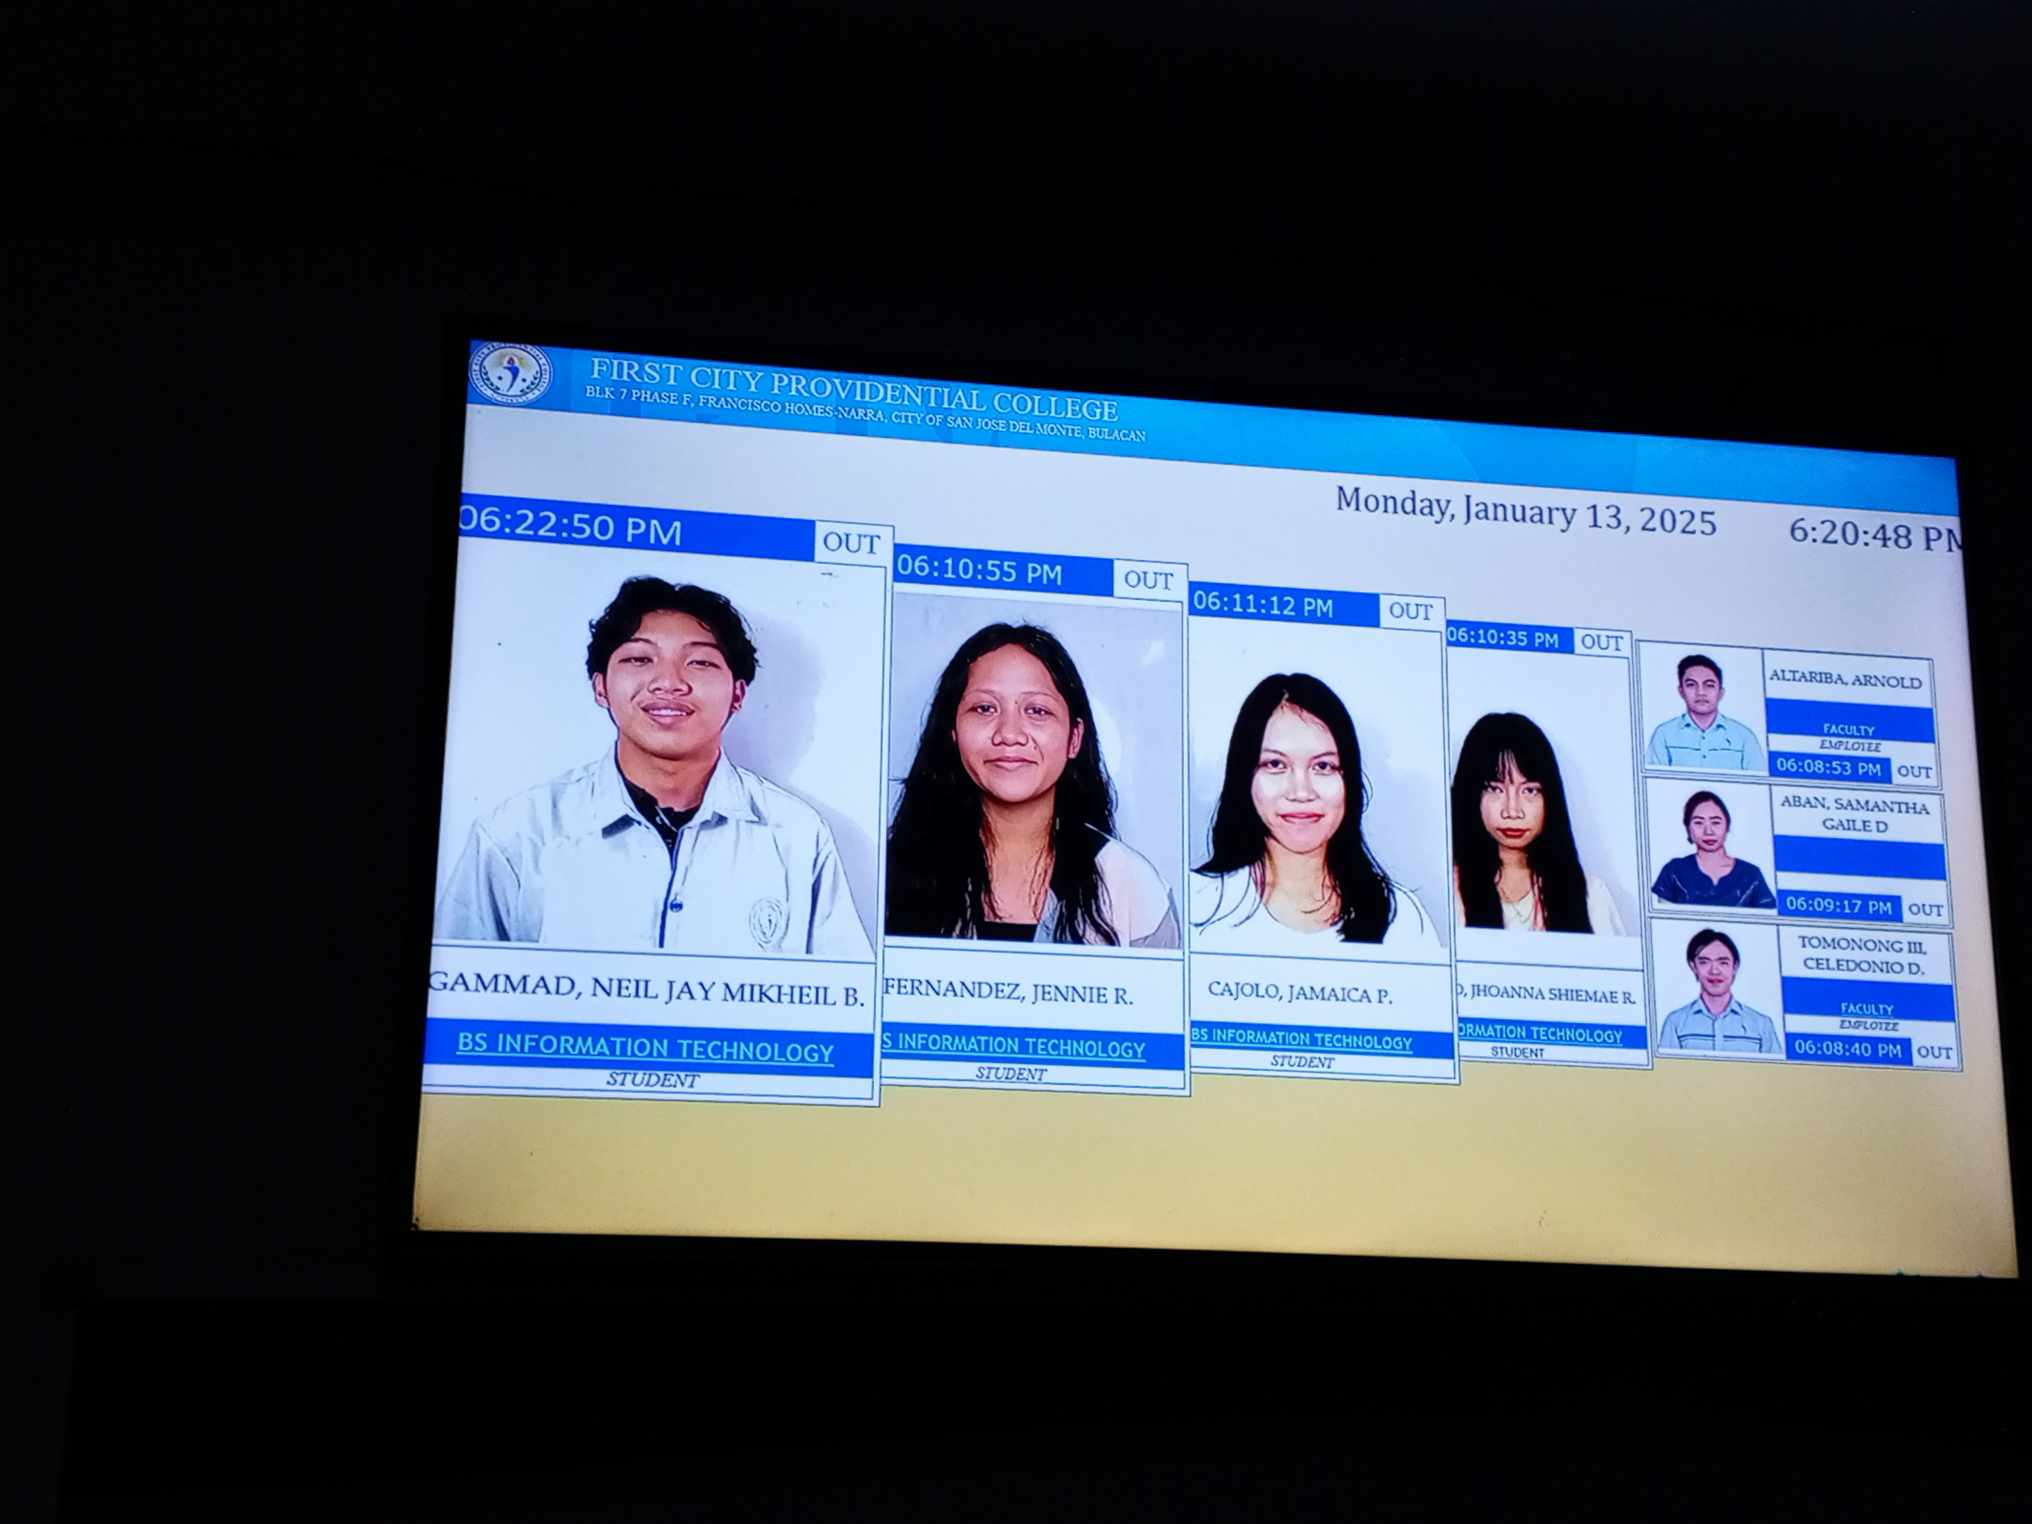 FIRST CITY PROVIDENTIAL COLLEGE
BLK 7 PHASE F, FRANCISCO HOMES-NARRA, CITY OF SAN JOSE DEL MONTE, BULACAN
Monday, January 13, 2025 6:20:48 PM
06:22:50 PM OUT
GAMMAD, NEIL JAY MIKHEIL B.
BS INFORMATION TECHNOLOGY
STUDENT
06:10:55 PM OUT
FERNANDEZ, JENNIE R.
S INFORMATION TECHNOLOGY
STUDENT
06:11:12 PM OUT
CAJOLO, JAMAICA P.
BS INFORMATION TECHNOLOGY
STUDENT
06:10:35 PM OUT
, JHOANNA SHIEMAE R.
ORMATION TECHNOLOGY
STUDENT
ALTARIBA, ARNOLD
FACULTY
EMPLOYEE
06:08:53 PM OUT
ABAN, SAMANTHA
GAILE D
06:09:17 PM OUT
TOMONONG III,
CELEDONIO D.
FACULTY
EMPLOYEE
06:08:40 PM OUT